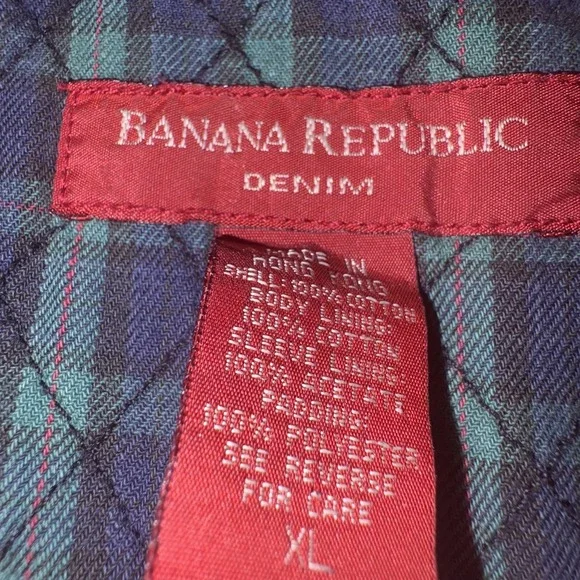 BANANA REPUBLIC
DENIM
MADE IN
HONG KONG
SHELL: 100% COTTON
BODY LINING:
100% COTTON
SLEEVE LINING:
100% ACETATE
PADDING:
100% POLYESTER
SEE REVERSE
FOR CARE
XL